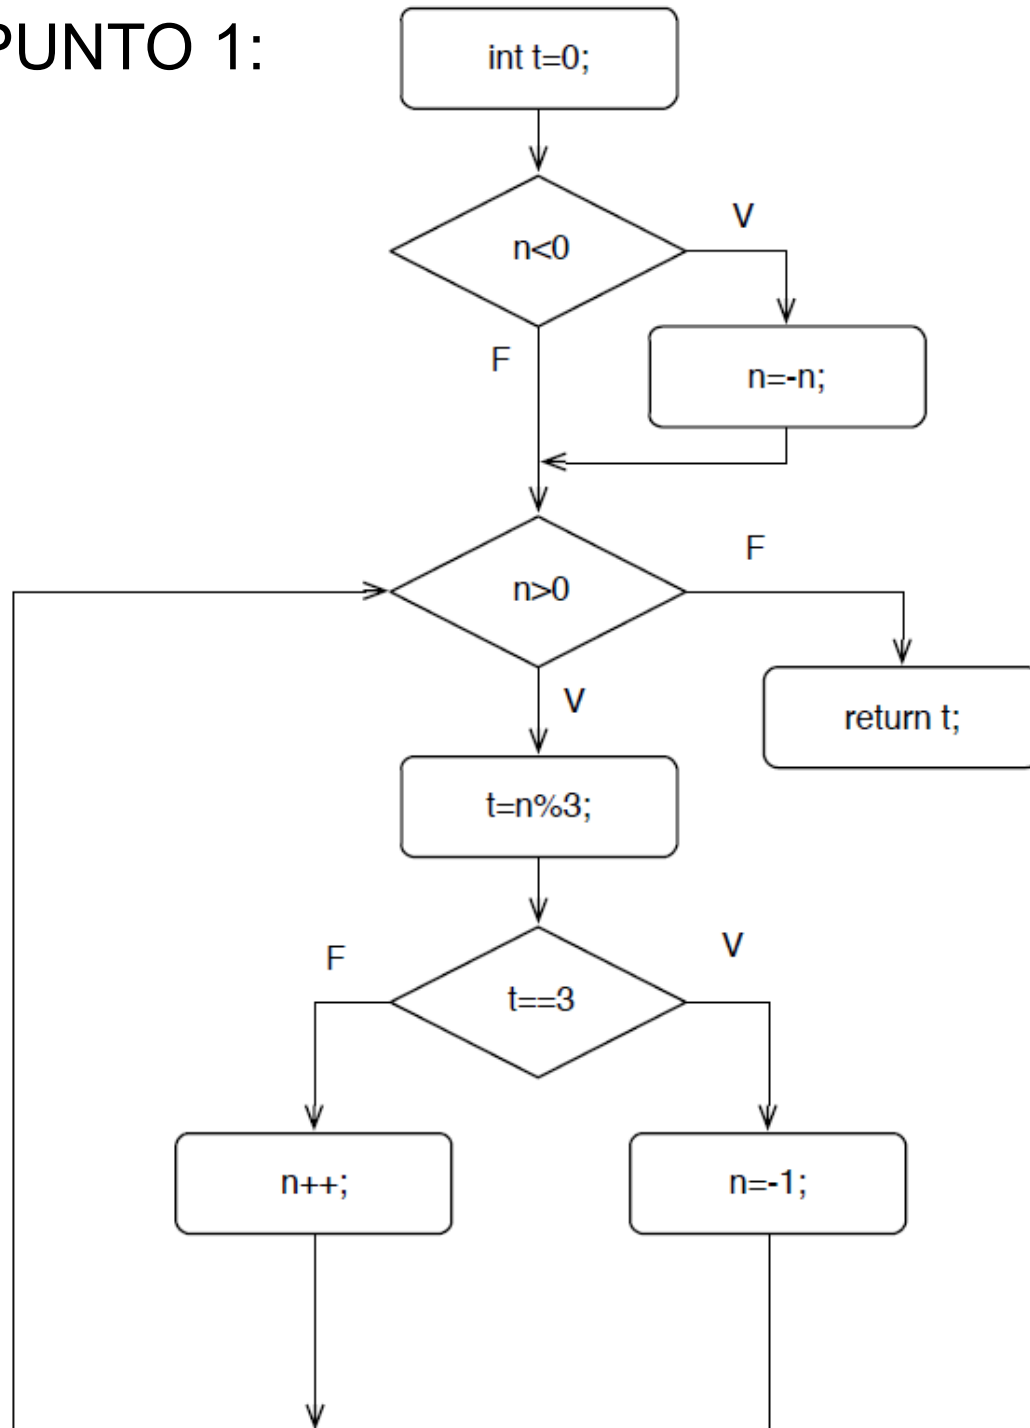 PUNTO 1:
int t=0;
n<0
V
F
n=-n;
n>0
F
V
return t;
t=n%3;
F
V
t==3
n++;
n=-1;